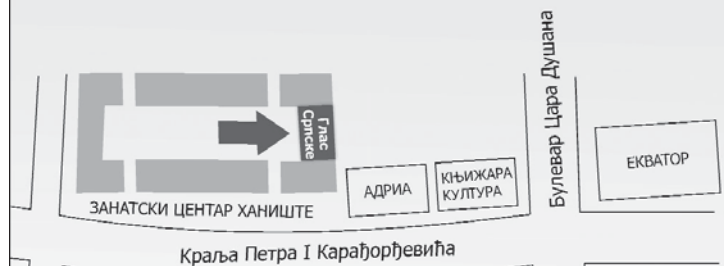 Булевар Цара Душана
Глас
Српске
ЕКВАТОР
АДРИА
КЊИЖАРА
КУЛТУРА
ЗАНАТСКИ ЦЕНТАР ХАНИШТЕ
Краља Петра I Карађорђевића